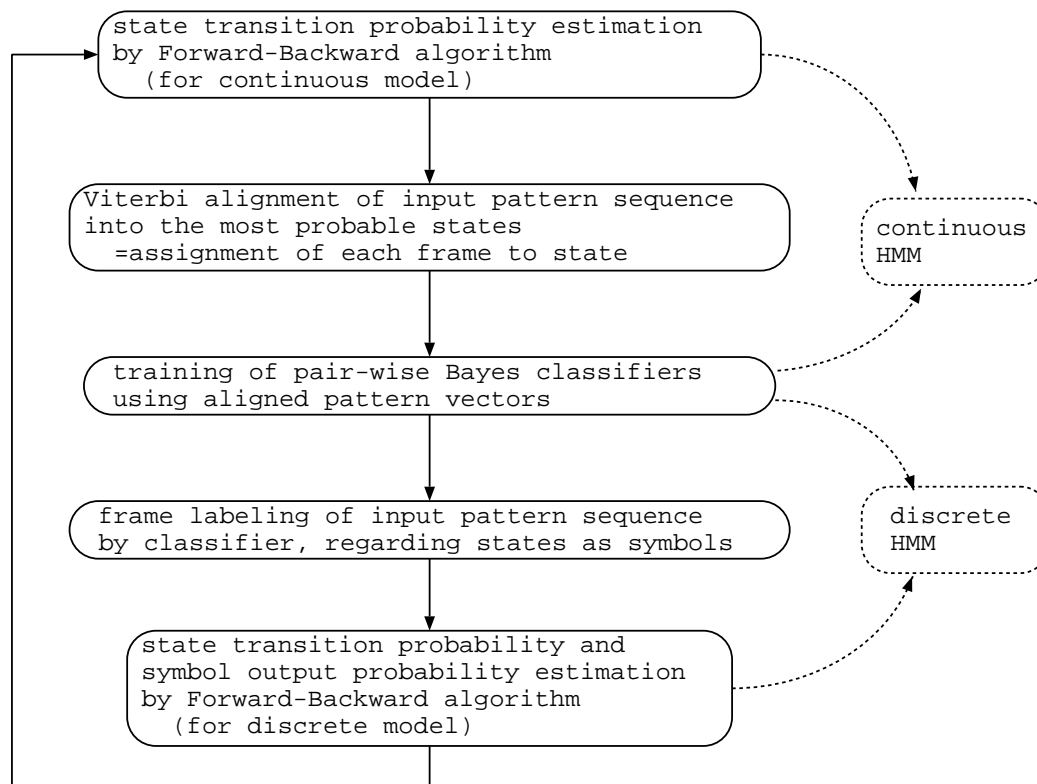 state transition probability estimation
by Forward-Backward algorithm
(for continuous model)
Viterbi alignment of input pattern sequence
into the most probable states
=assignment of each frame to state
continuous
HMM
training of pair-wise Bayes classifiers
using aligned pattern vectors
frame labeling of input pattern sequence
by classifier, regarding states as symbols
discrete
HMM
state transition probability and
symbol output probability estimation
by Forward-Backward algorithm
(for discrete model)